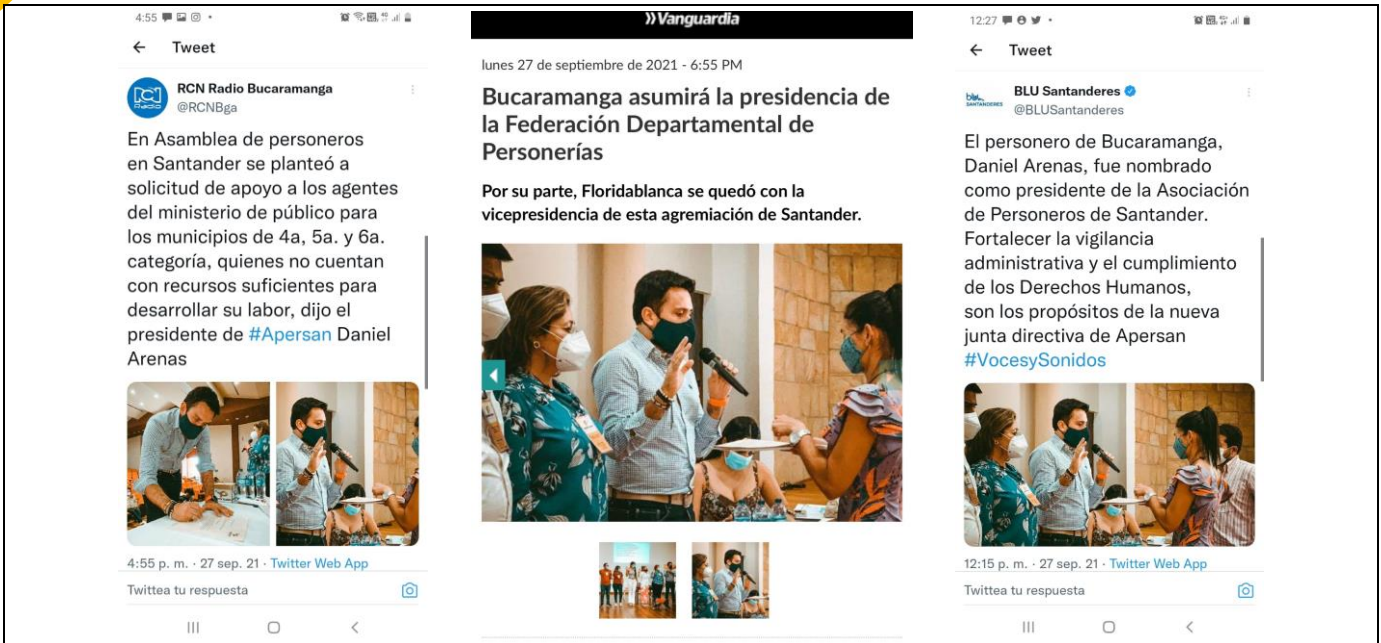 4:55
Tweet
RCN Radio Bucaramanga
@RCNBga
En Asamblea de personeros
en Santander se planteó a
solicitud de apoyo a los agentes
del ministerio de público para
los municipios de 4a, 5a. y 6a.
categoría, quienes no cuentan
con recursos suficientes para
desarrollar su labor, dijo el
presidente de #Apersan Daniel
Arenas
4:55 p. m. · 27 sep. 21 · Twitter Web App
Twittea tu respuesta
Vanguardia
lunes 27 de septiembre de 2021 - 6:55 PM
Bucaramanga asumirá la presidencia de
la Federación Departamental de
Personerías
Por su parte, Floridablanca se quedó con la
vicepresidencia de esta agremiación de Santander.
12:27
Tweet
BLU Santanderes
@BLUSantanderes
El personero de Bucaramanga,
Daniel Arenas, fue nombrado
como presidente de la Asociación
de Personeros de Santander.
Fortalecer la vigilancia
administrativa y el cumplimiento
de los Derechos Humanos,
son los propósitos de la nueva
junta directiva de Apersan
#VocesySonidos
12:15 p. m. · 27 sep. 21 · Twitter Web App
Twittea tu respuesta